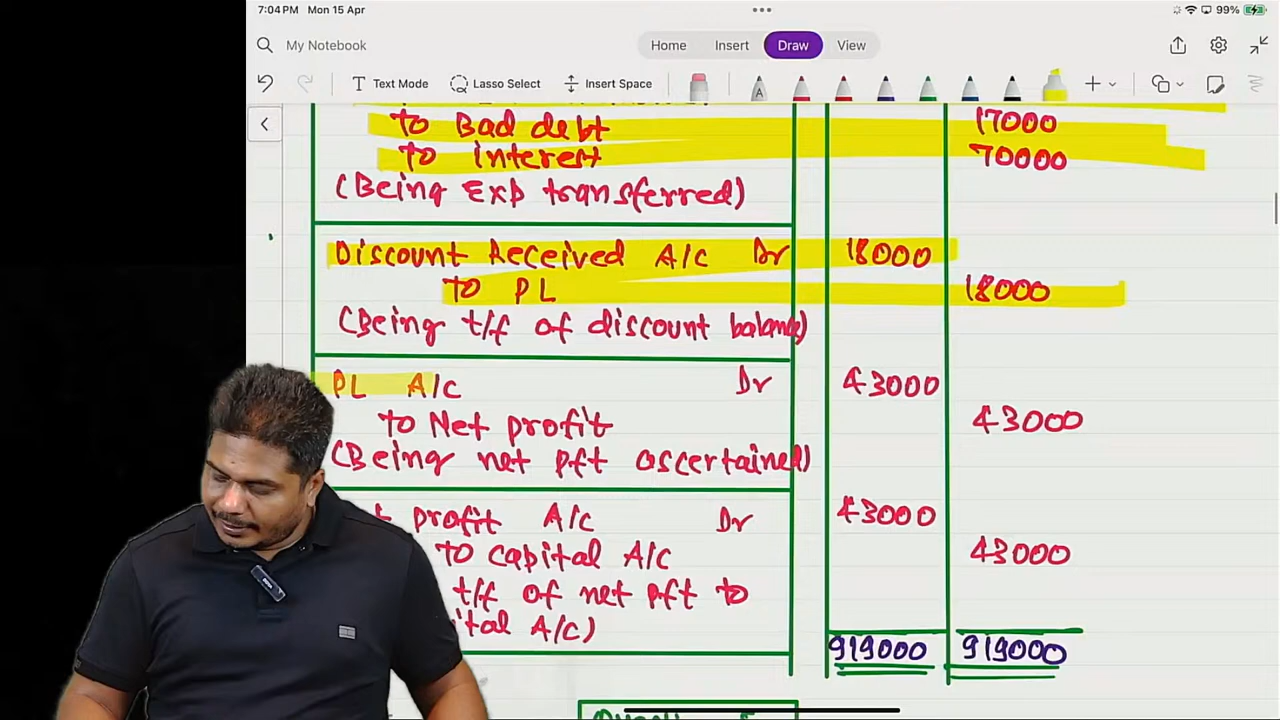 7:04 PM Mon 15 Apr
99%
My Notebook
Home Insert Draw View
Text Mode Lasso Select Insert Space
to Bad debt 17000
to interest 70000
(Being Exp transferred)
Discount Received A/C Dr 18000
to PL 18000
(Being t/f of discount balance)
PL A/C Dr 43000
to Net profit 43000
(Being net pft ascertained)
profit A/C Dr 43000
to capital A/C 43000
t/f of net pft to
ital A/C)
919000 919000